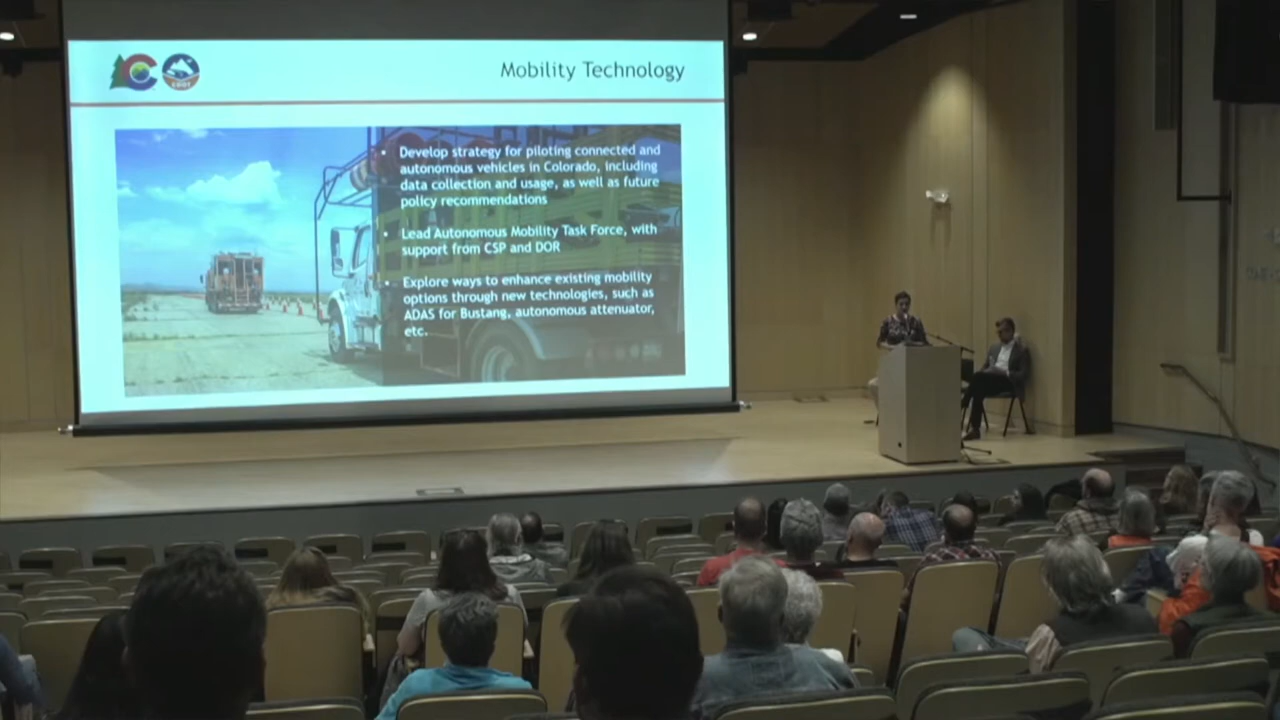 Mobility Technology
• Develop strategy for piloting connected and
autonomous vehicles in Colorado, including
data collection and usage, as well as future
policy recommendations
• Lead Autonomous Mobility Task Force, with
support from CSP and DOR
• Explore ways to enhance existing mobility
options through new technologies, such as
ADAS for Bustang, autonomous attenuator,
etc.